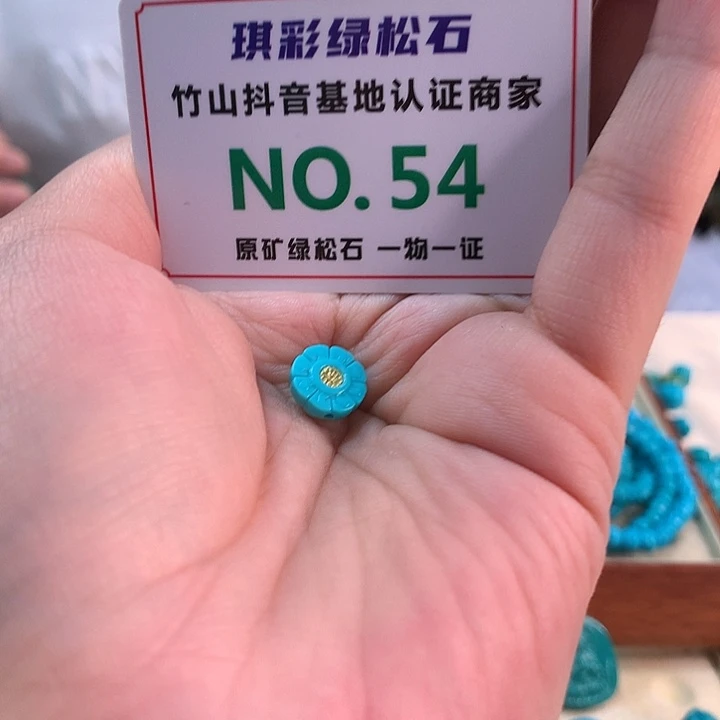 琪彩绿松石
竹山抖音基地认证商家
NO.54
原矿绿松石 一物一证